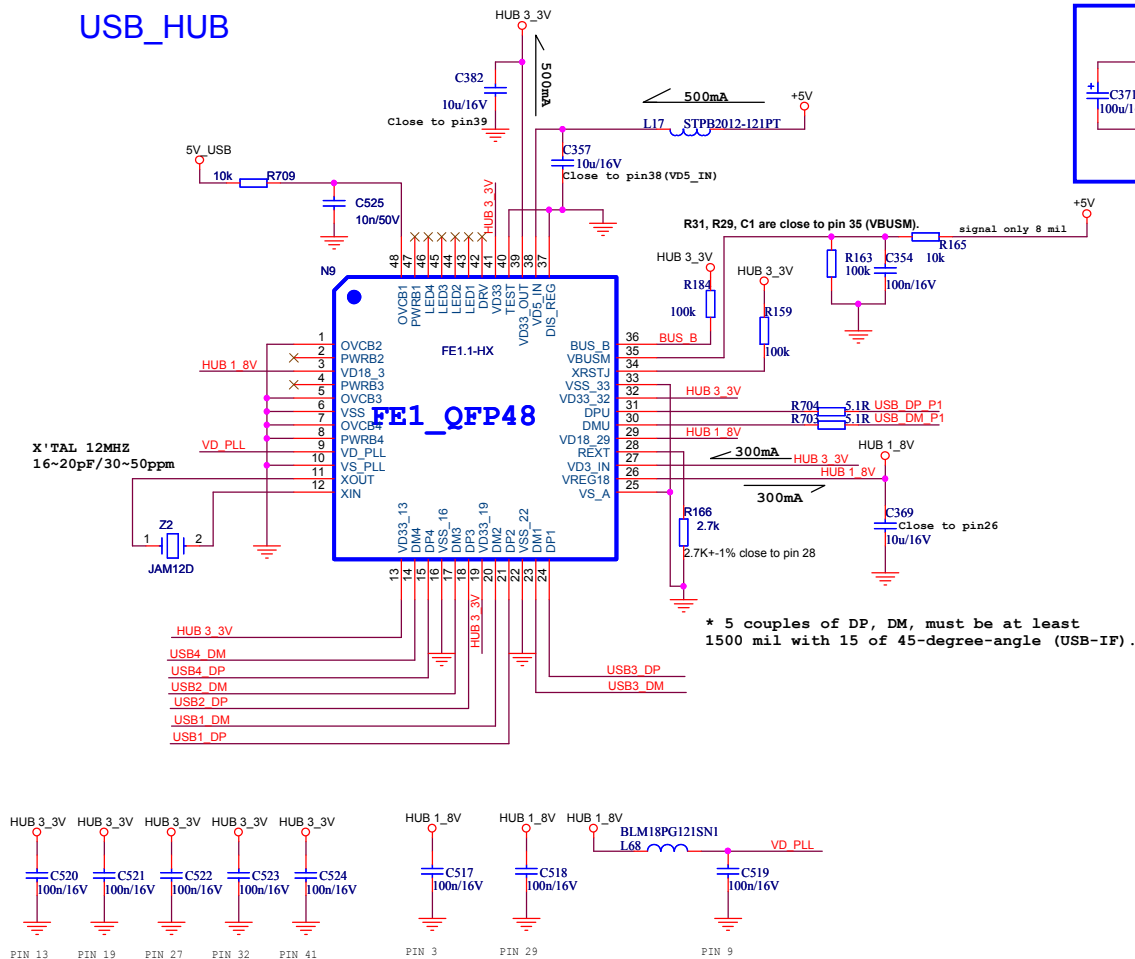 USB_HUB
HUB 3_3V
C382
10u/16V
Close to pin39
500mA
500mA
+5V
L17 STPB2012-121PT
C357
10u/16V
Close to pin38(VD5_IN)
5V_USB
10k R709
C525
10n/50V
HUB 3_3V
+C371
R31, R29, C1 are close to pin 35 (VBUSM).
signal only 8 mil
+5V
R165
10k
R163
100k
C354
100n/16V
HUB 3_3V
R184
100k
HUB 3_3V
R159
100k
N9
48 47 46 45 44 43 42 41 40 39 38 37
OVCB1 PWRB1 LED4 LED3 LED2 LED1 DRV VD33 TEST VD33_OUT VD5_IN DIS_REG
FE1.1-HX
FE1_QFP48
1 OVCB2
2 PWRB2
3 VD18_3
4 PWRB3
5 OVCB3
6 VSS
7 OVCB4
8 PWRB4
9 VD_PLL
10 VS_PLL
11 XOUT
12 XIN
HUB 1_8V
VD_PLL
BUS_B 36 BUS_B
VBUSM 35
XRSTJ 34
VSS_33 33
VD33_32 32 HUB 3_3V
DPU 31 R704 5.1R USB_DP_P1
DMU 30 R703 5.1R USB_DM_P1
VD18_29 29 HUB 1_8V
REXT 28
VD3_IN 27 HUB 3_3V
VREG18 26 HUB 1_8V
VS_A 25
300mA
300mA
HUB 1_8V
C369
Close to pin26
10u/16V
R166
2.7k
2.7K+-1% close to pin 28
X'TAL 12MHZ
16~20pF/30~50ppm
Z2
1 2
JAM12D
VD33_13 DM4 DP4 VSS_16 DM3 DP3 VD33_19 DM2 DP2 VSS_22 DM1 DP1
13 14 15 16 17 18 19 20 21 22 23 24
HUB 3_3V
HUB 3_3V
USB4_DM
USB4_DP
USB2_DM
USB2_DP
USB1_DM
USB1_DP
USB3_DP
USB3_DM
* 5 couples of DP, DM, must be at least
1500 mil with 15 of 45-degree-angle (USB-IF).
HUB 3_3V HUB 3_3V HUB 3_3V HUB 3_3V HUB 3_3V HUB 1_8V HUB 1_8V HUB 1_8V
BLM18PG121SN1
L68
VD_PLL
C520 C521 C522 C523 C524 C517 C518 C519
100n/16V 100n/16V 100n/16V 100n/16V 100n/16V 100n/16V 100n/16V 100n/16V
PIN 13 PIN 19 PIN 27 PIN 32 PIN 41 PIN 3 PIN 29 PIN 9